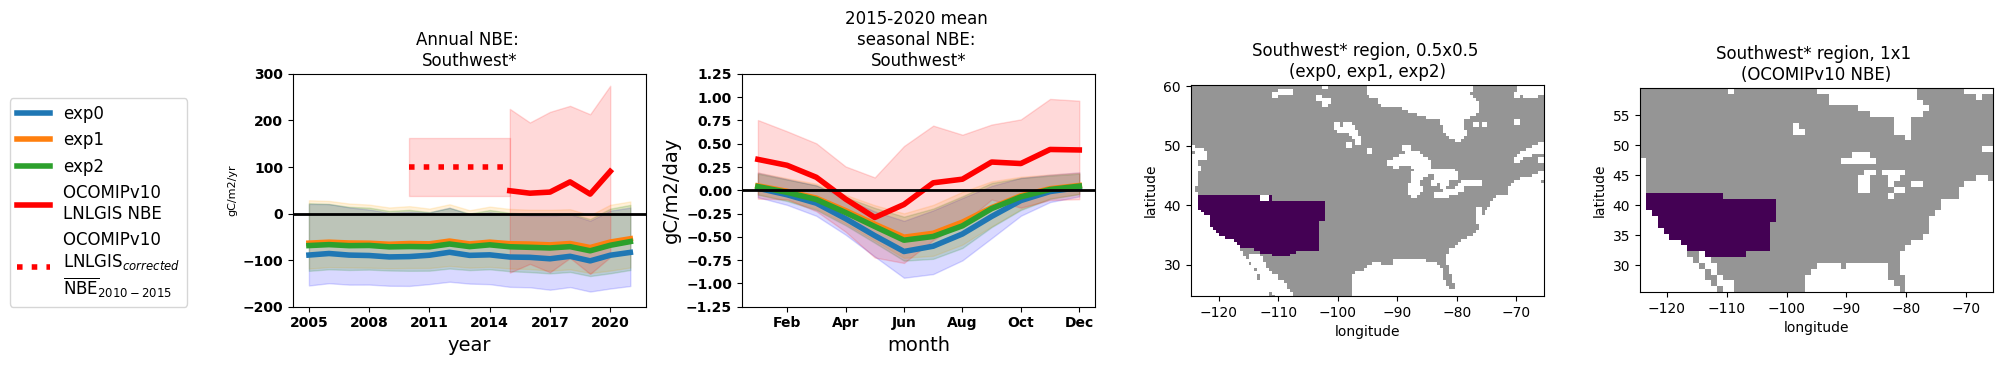 exp0
exp1
exp2
OCOMIPv10
LNLGIS NBE
OCOMIPv10
LNLGIS corrected
NBE 2010−2015
Annual NBE:
Southwest*
gC/m2/yr
300
200
100
0
−100
−200
2005 2008 2011 2014 2017 2020
year
2015-2020 mean
seasonal NBE:
Southwest*
gC/m2/day
1.25
1.00
0.75
0.50
0.25
0.00
−0.25
−0.50
−0.75
−1.00
−1.25
Feb Apr Jun Aug Oct Dec
month
Southwest* region, 0.5x0.5
(exp0, exp1, exp2)
latitude
60
50
40
30
−120 −110 −100 −90 −80 −70
longitude
Southwest* region, 1x1
(OCOMIPv10 NBE)
latitude
55
50
45
40
35
30
−120 −110 −100 −90 −80 −70
longitude